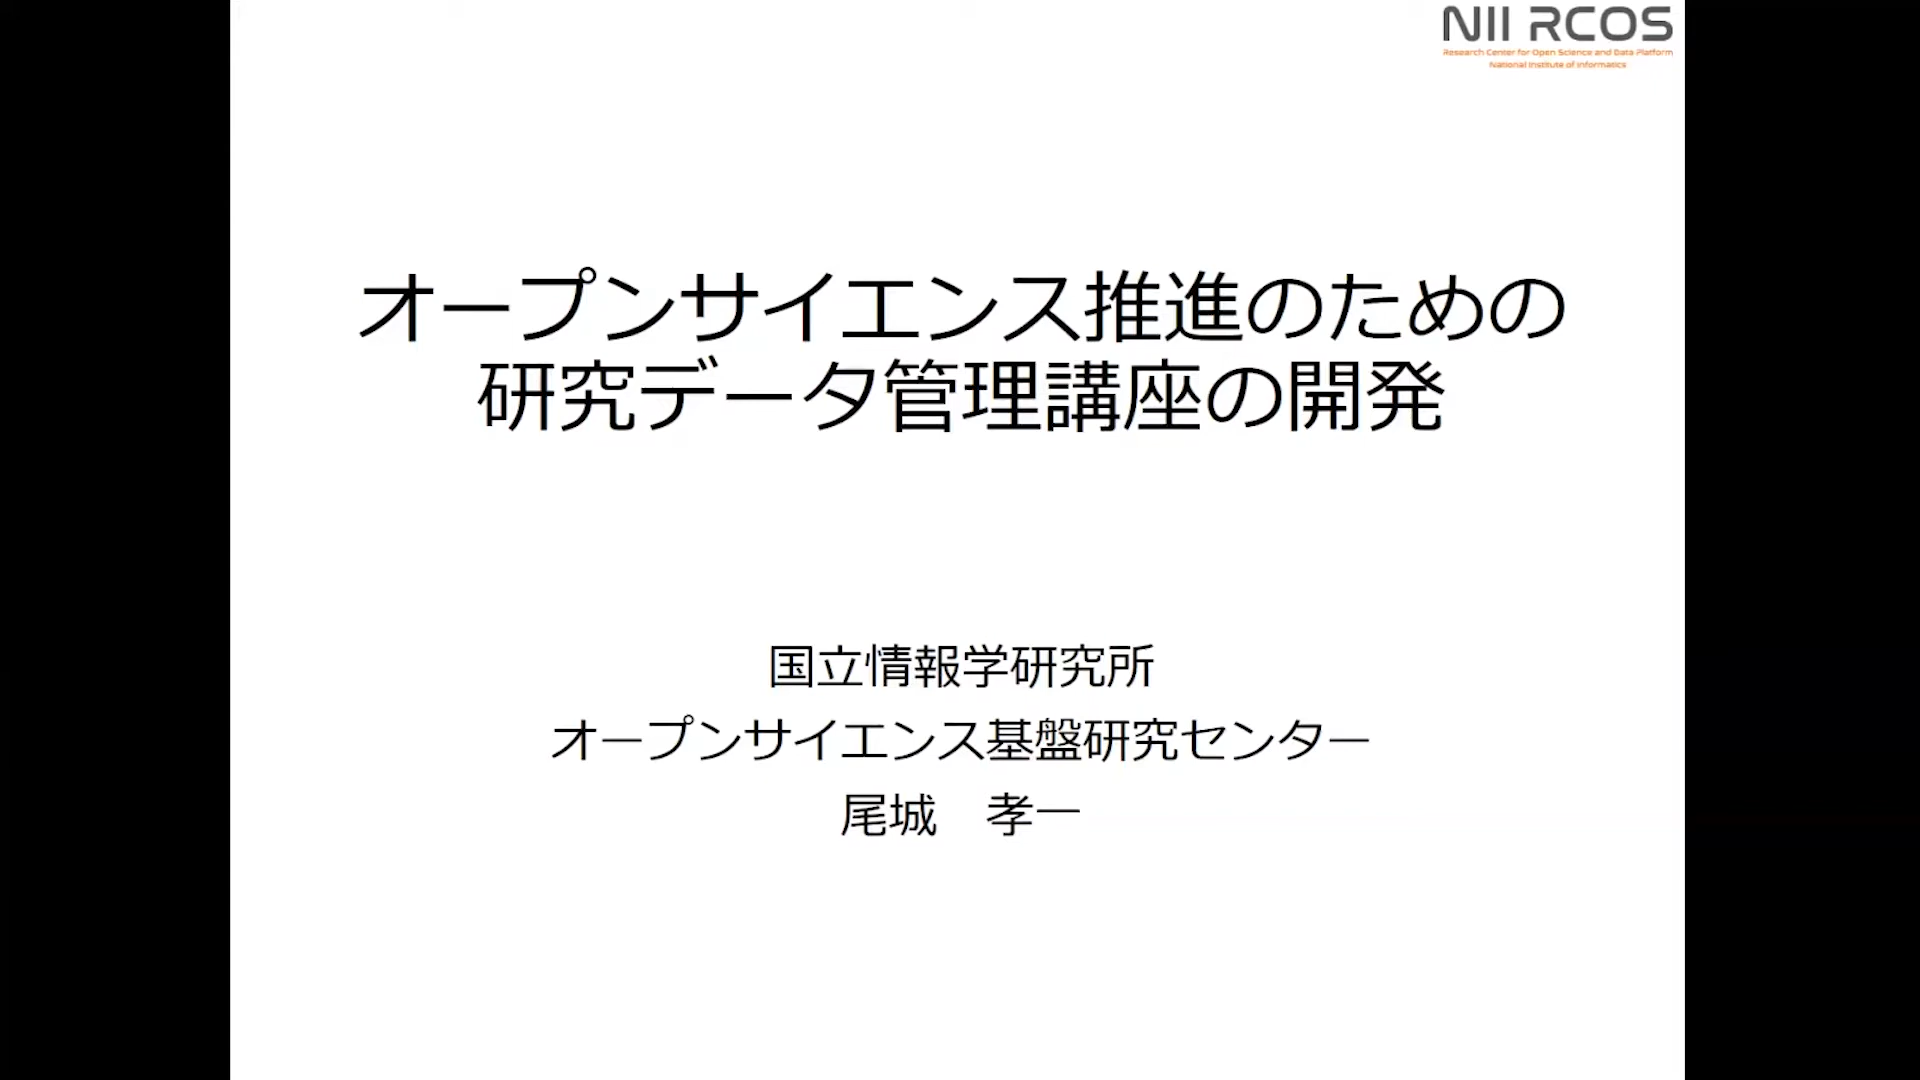 NII RCOS
Research Center for Open Science and Data Platform
National Institute of Informatics
オープンサイエンス推進のための
研究データ管理講座の開発
国立情報学研究所
オープンサイエンス基盤研究センター
尾城　孝一